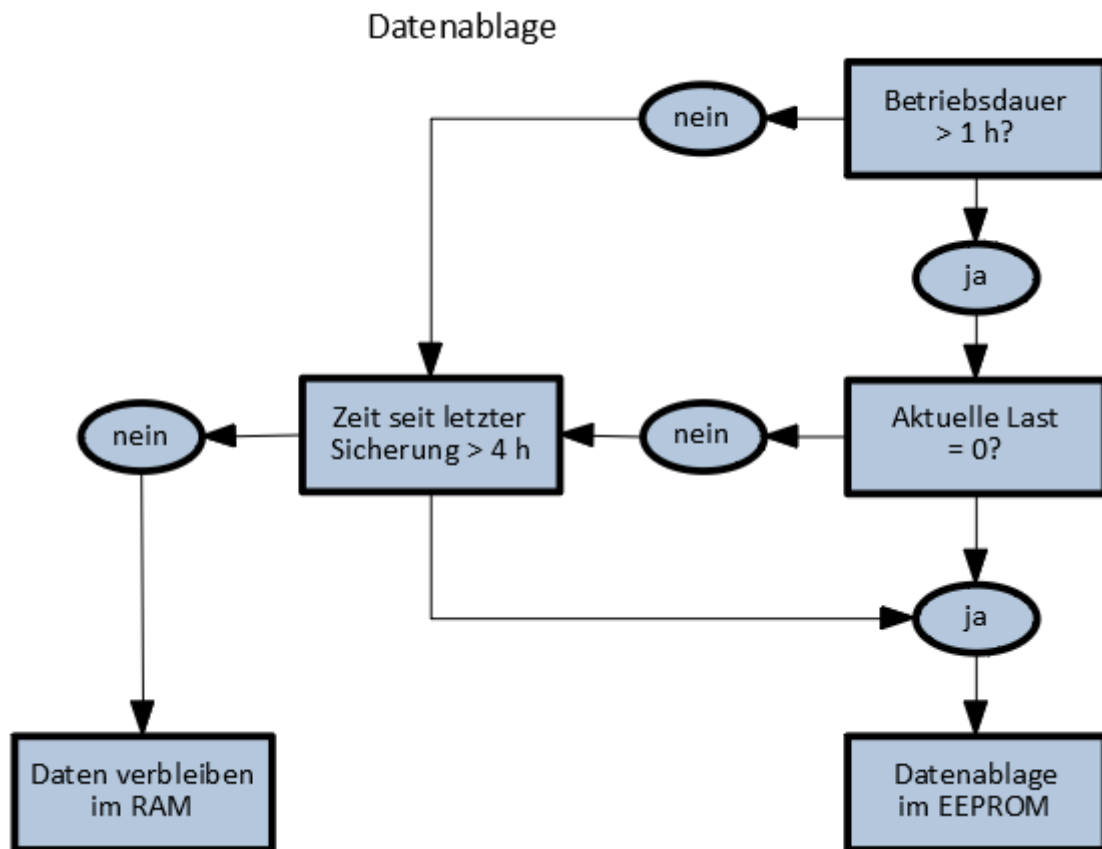 Datenablage
nein
Betriebsdauer
> 1 h?
ja
nein
Zeit seit letzter
Sicherung > 4 h
nein
Aktuelle Last
= 0?
ja
Daten verbleiben
im RAM
Datenablage
im EEPROM